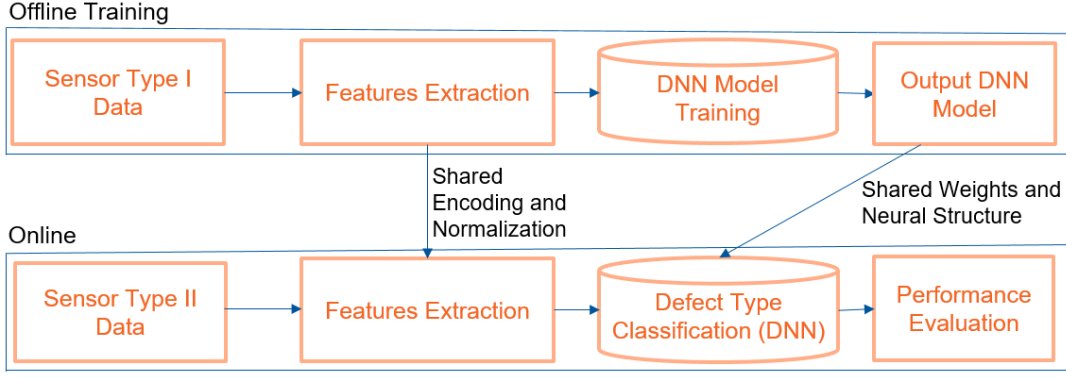 Offline Training
Sensor Type I
Data
Features Extraction
DNN Model
Training
Output DNN
Model
Shared
Encoding and
Normalization
Shared Weights and
Neural Structure
Online
Sensor Type II
Data
Features Extraction
Defect Type
Classification (DNN)
Performance
Evaluation